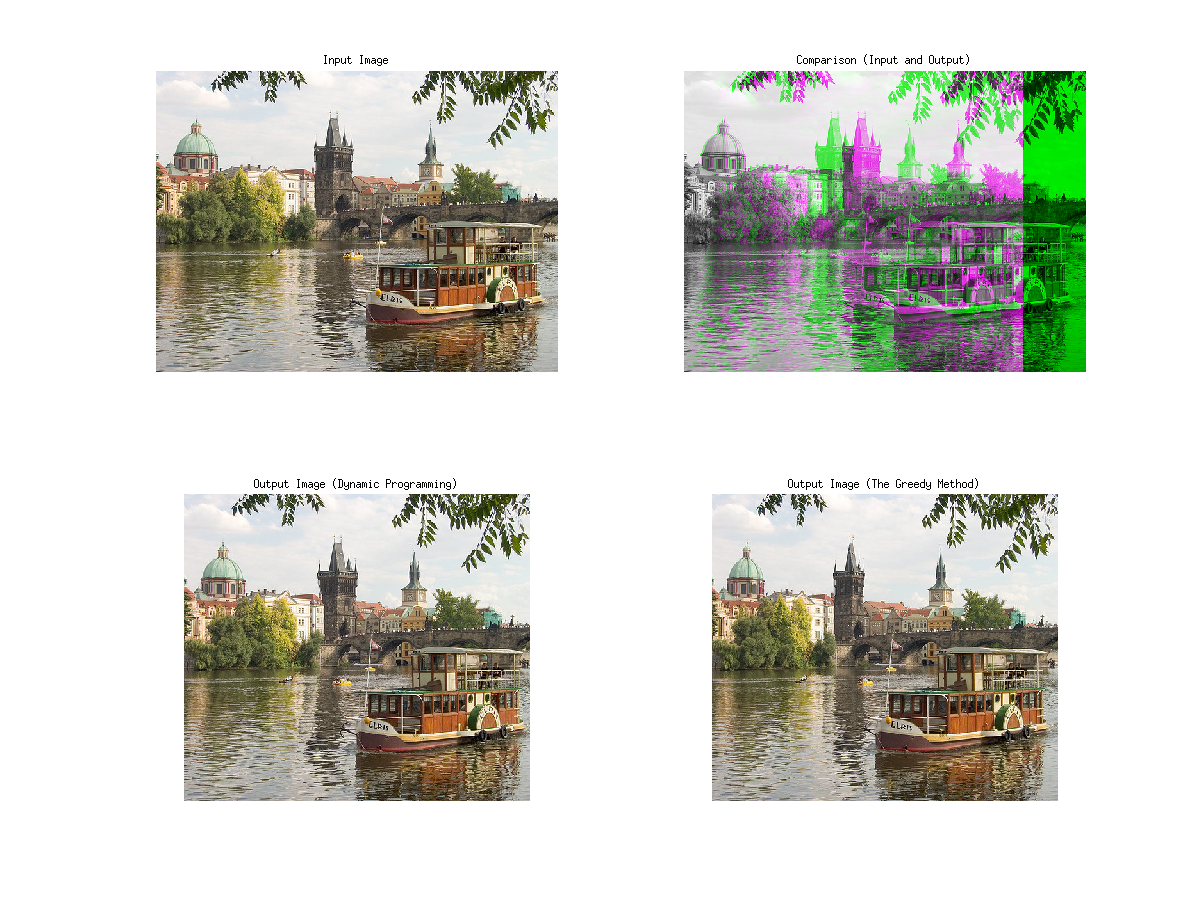 Input Image
Comparison (Input and Output)
Output Image (Dynamic Programming)
Output Image (The Greedy Method)